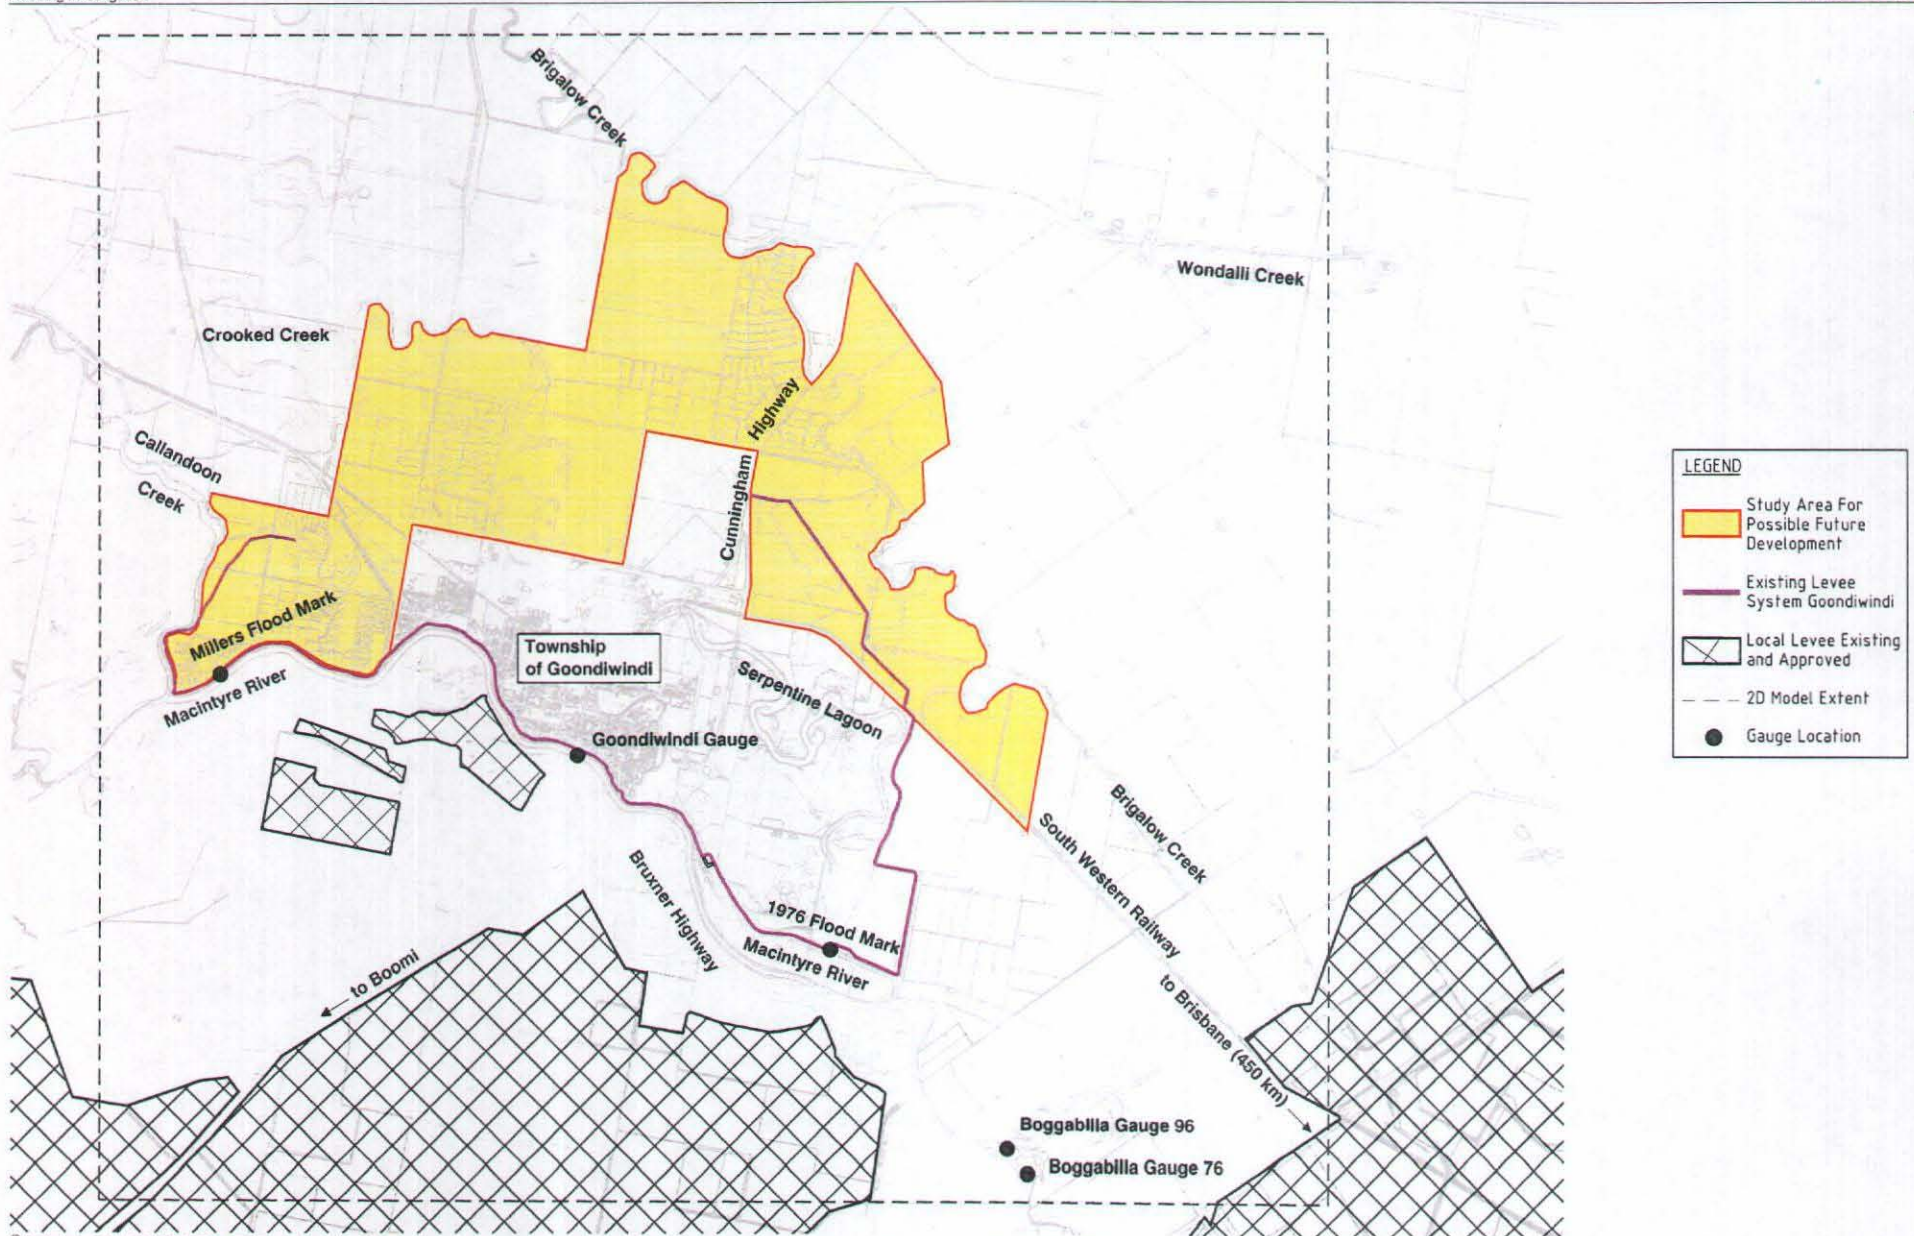 Brigalow Creek
Wondalli Creek
Crooked Creek
Highway
Callandoon
Creek
Cunningham
LEGEND
Study Area For
Possible Future
Development
Existing Levee
System Goondiwindi
Local Levee Existing
and Approved
2D Model Extent
Gauge Location
Millers Flood Mark
Macintyre River
Township
of Goondiwindi
Serpentine Lagoon
Goondiwindi Gauge
Brigalow Creek
South Western Railway
Bruxner Highway
1976 Flood Mark
Macintyre River
to Boomi
to Brisbane (450 km)
Boggabilla Gauge 96
Boggabilla Gauge 76